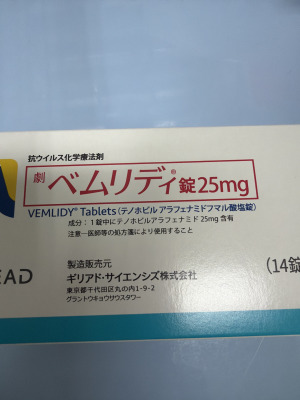 抗ウイルス化学療法剤
劇 ベムリディ®錠25mg
VEMLIDY® Tablets(テノホビル アラフェナミドフマル酸塩錠)
成分:1錠中にテノホビルアラフェナミド 25mg 含有
注意-医師等の処方箋により使用すること
EAD
製造販売元
ギリアド・サイエンシズ株式会社
(14錠
東京都千代田区丸の内1-9-2
グラントウキョウサウスタワー